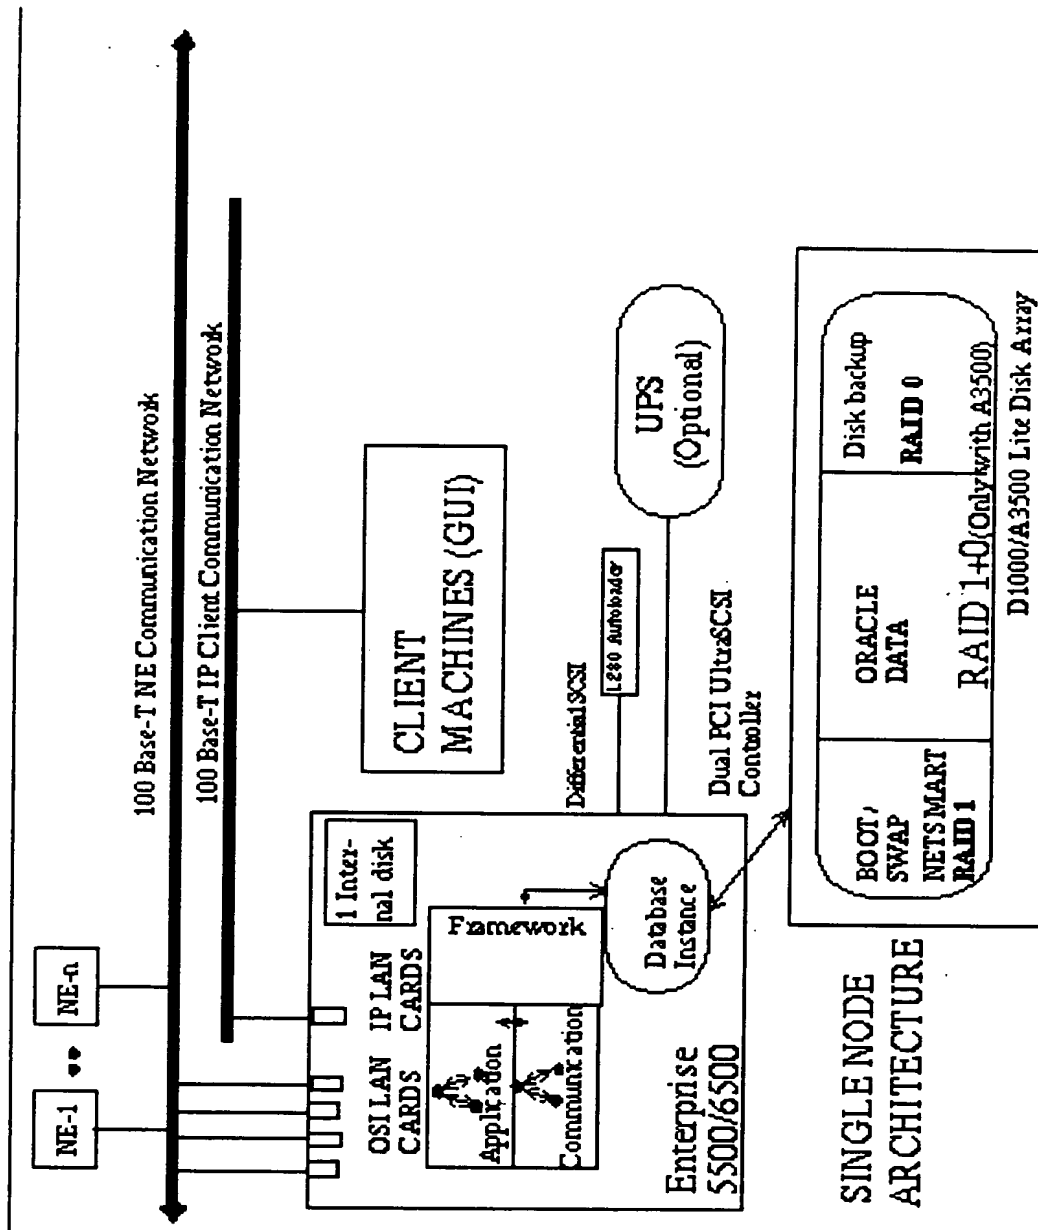 NE-1
NE-n
100 Base-T NE Communication Network
100 Base-T IP Client Communication Network
OSI LAN
CARDS
IP LAN
CARDS
1 Inter-
nal disk
CLIENT
MACHINES (GUI)
Application
Communication
Framework
Database
Instance
Enterprise
5500/6500
Differential SCSI
L280 Autoloader
UPS
(Optional)
Dual PCI UltraSCSI
Controller
SINGLE NODE
ARCHITECTURE
BOOT/
SWAP
NETSMART
RAID 1
ORACLE
DATA
RAID 1+0(Only with A3500)
Disk backup
RAID 0
D1000/A3500 Lite Disk Array